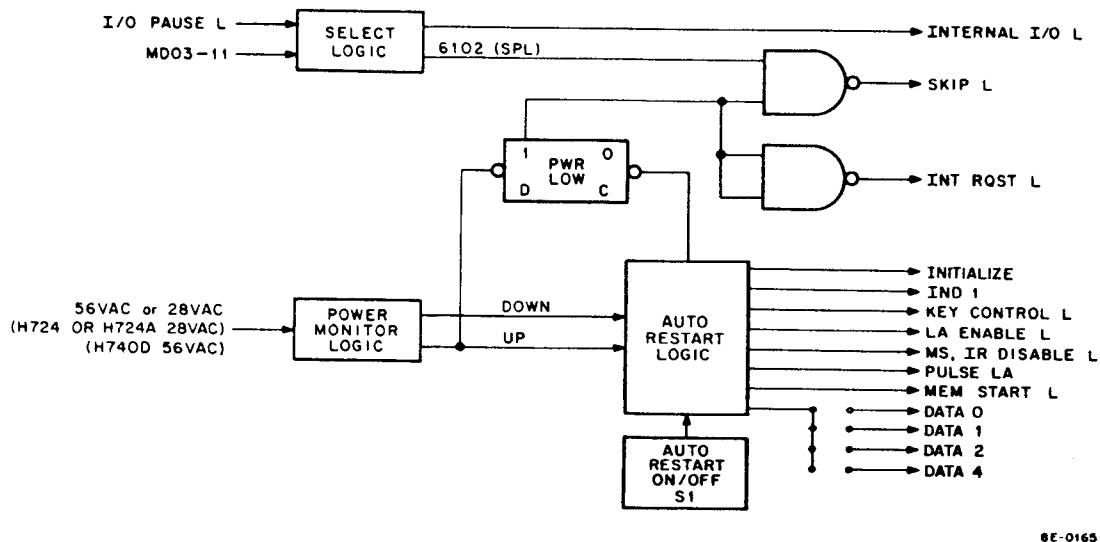 I/O PAUSE L
MD03-11
SELECT
LOGIC
6102 (SPL)
INTERNAL I/O L
SKIP L
1 0
PWR
LOW
D C
INT RQST L
56VAC or 28VAC
(H724 OR H724A 28VAC)
(H740D 56VAC)
POWER
MONITOR
LOGIC
DOWN
UP
AUTO
RESTART
LOGIC
INITIALIZE
IND 1
KEY CONTROL L
LA ENABLE L
MS, IR DISABLE L
PULSE LA
MEM START L
DATA 0
DATA 1
DATA 2
DATA 4
AUTO
RESTART
ON/OFF
S1
8E-0165